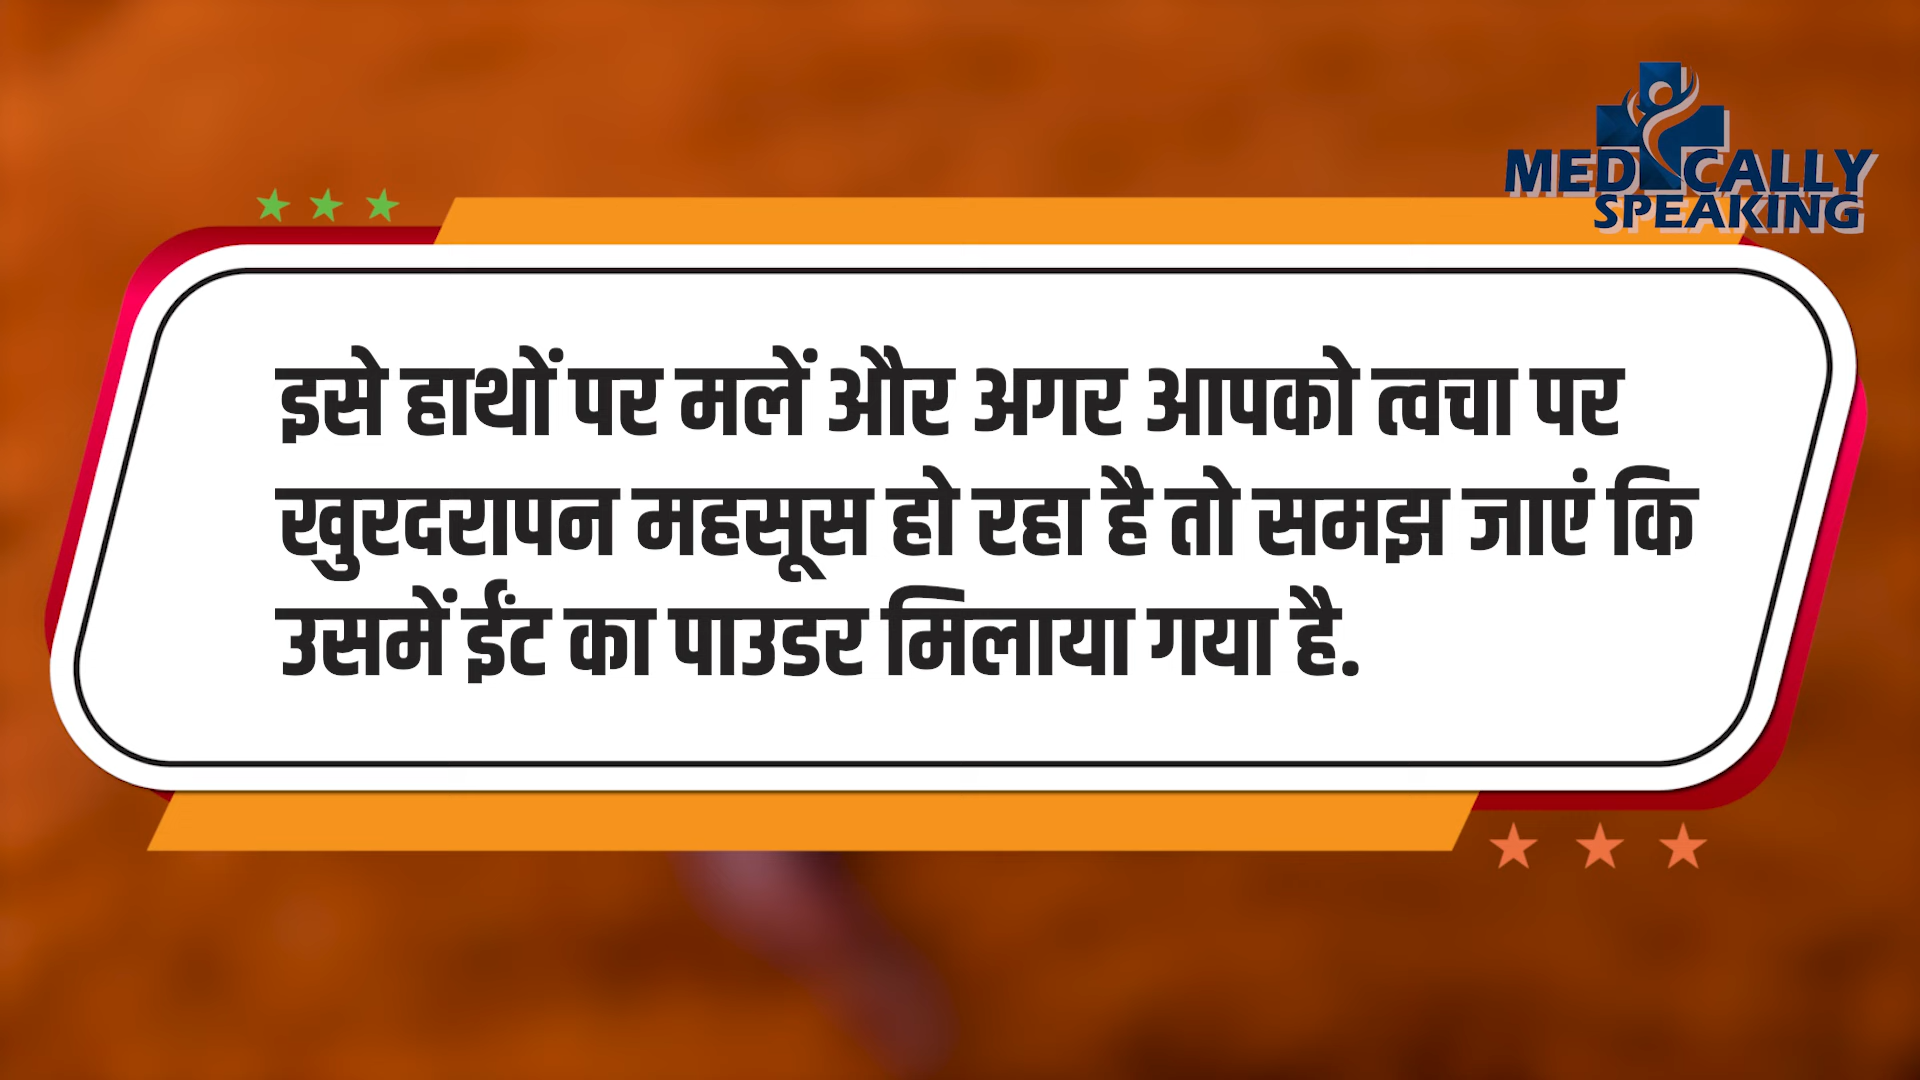 MEDICALLY
SPEAKING
इसे हाथों पर मलें और अगर आपको त्वचा पर
खुरदरापन महसूस हो रहा है तो समझ जाएं कि
उसमें ईंट का पाउडर मिलाया गया है.